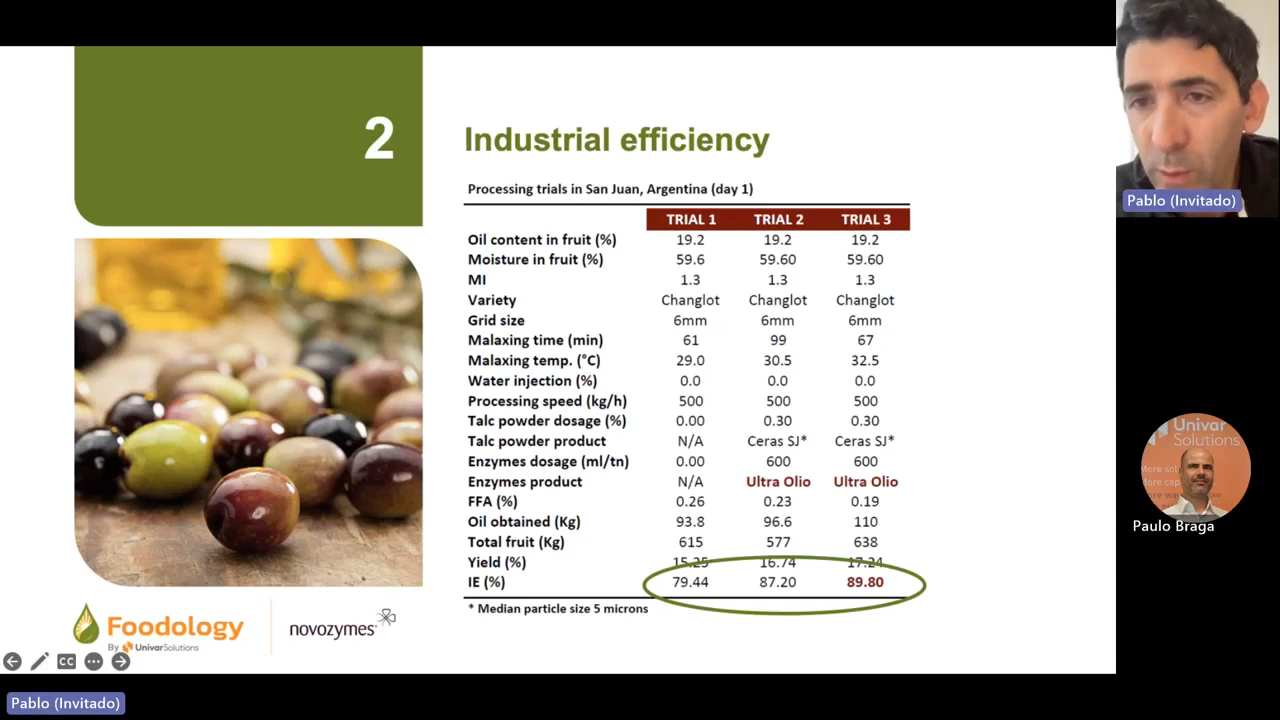 2
Industrial efficiency
Processing trials in San Juan, Argentina (day 1)
TRIAL 1 TRIAL 2 TRIAL 3
Oil content in fruit (%) 19.2 19.2 19.2
Moisture in fruit (%) 59.6 59.60 59.60
MI 1.3 1.3 1.3
Variety Changlot Changlot Changlot
Grid size 6mm 6mm 6mm
Malaxing time (min) 61 99 67
Malaxing temp. (°C) 29.0 30.5 32.5
Water injection (%) 0.0 0.0 0.0
Processing speed (kg/h) 500 500 500
Talc powder dosage (%) 0.00 0.30 0.30
Talc powder product N/A Ceras SJ* Ceras SJ*
Enzymes dosage (ml/tn) 0.00 600 600
Enzymes product N/A Ultra Olio Ultra Olio
FFA (%) 0.26 0.23 0.19
Oil obtained (Kg) 93.8 96.6 110
Total fruit (Kg) 615 577 638
Yield (%) 15.25 16.74 17.24
IE (%) 79.44 87.20 89.80
* Median particle size 5 microns
Foodology
By Univar Solutions
novozymes
CC
Pablo (Invitado)
Pablo (Invitado)
Univar
Solutions
Paulo Braga